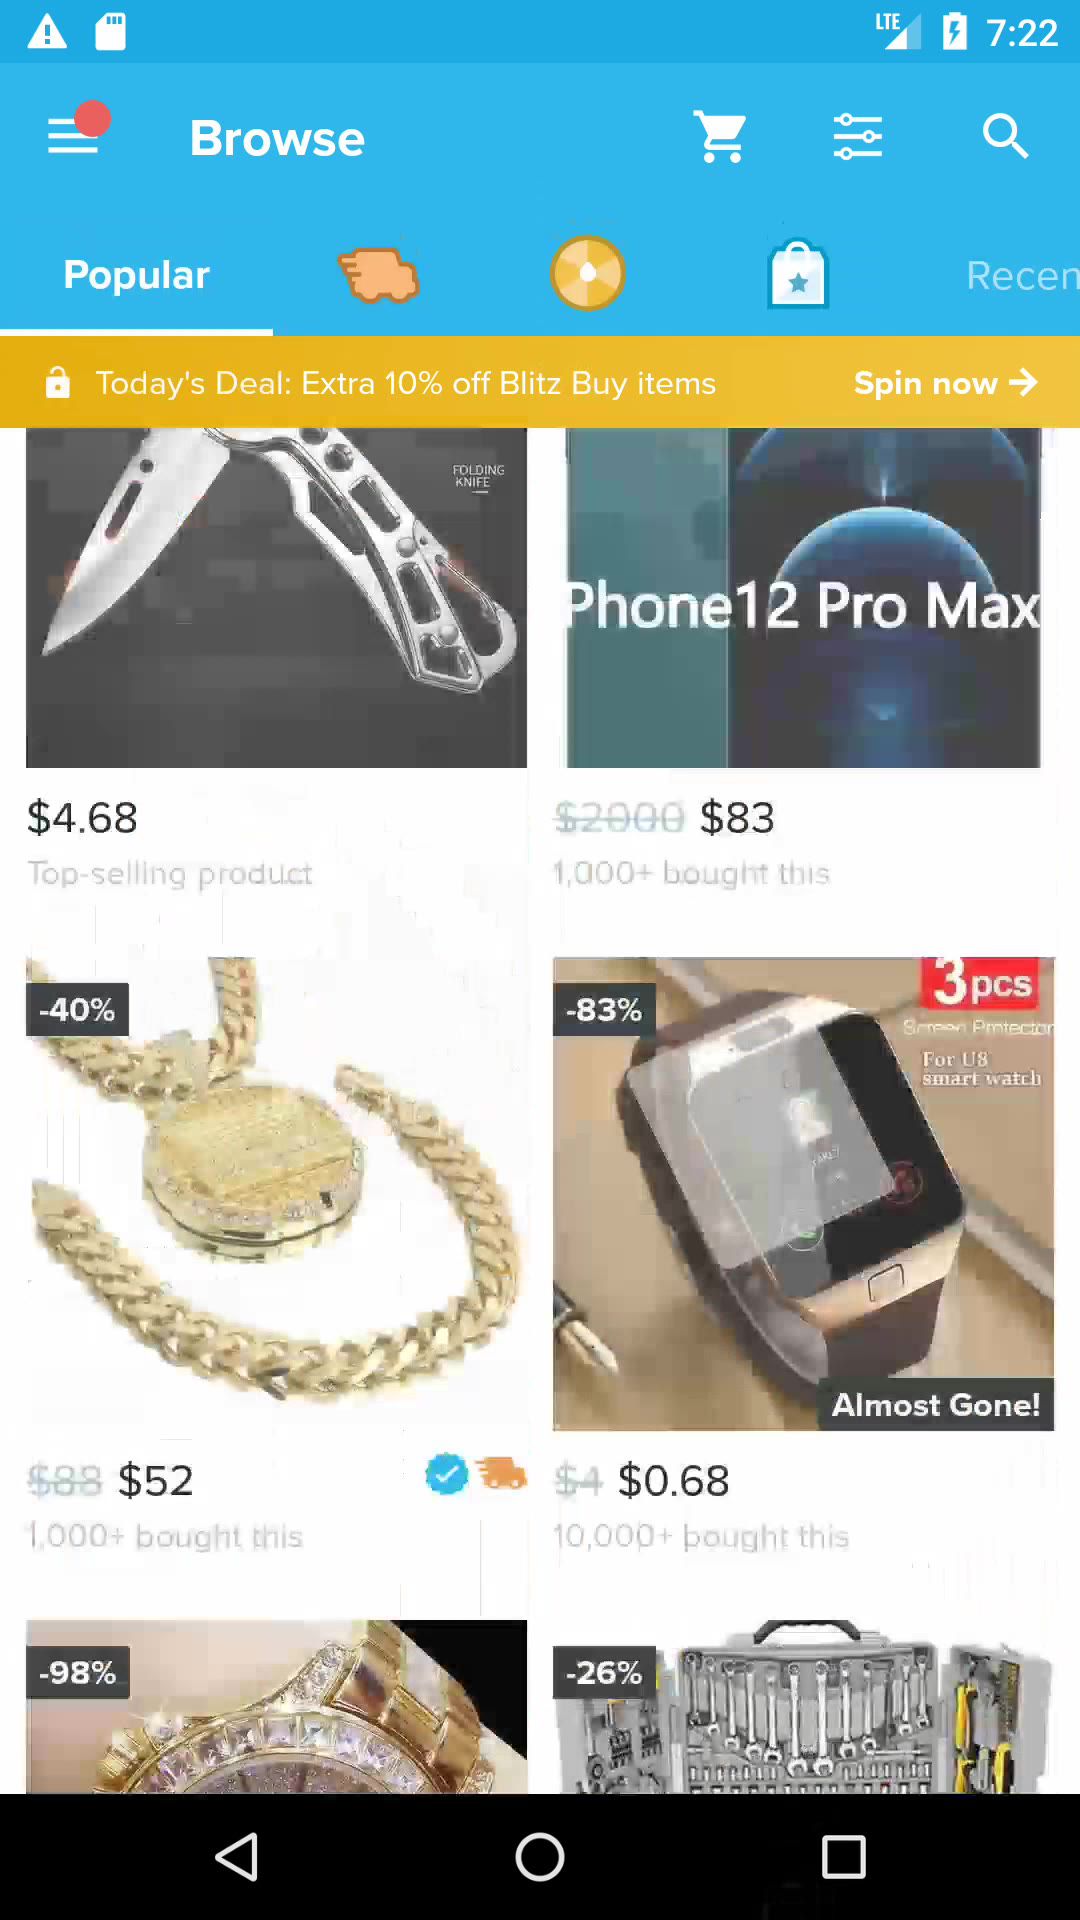 LTE
7:22
Browse
Popular
Recen
Today's Deal: Extra 10% off Blitz Buy items
Spin now →
FOLDING
KNIFE
Phone12 Pro Max
$4.68
$2000 $83
Top-selling product
1,000+ bought this
-40%
-83%
3pcs
Screen Protector
For U8
smart watch
Almost Gone!
$88 $52
$4 $0.68
1,000+ bought this
10,000+ bought this
-98%
-26%